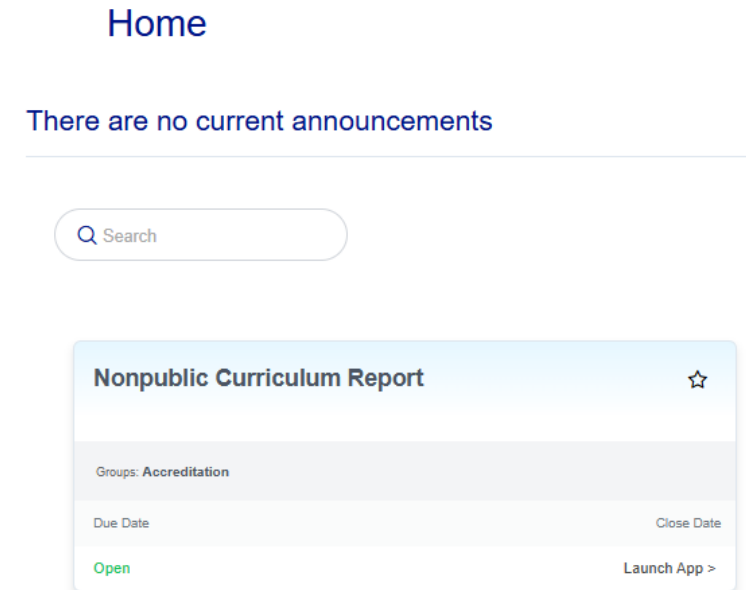 Home
There are no current announcements
Search
Nonpublic Curriculum Report
Groups: Accreditation
Due Date Close Date
Open Launch App >